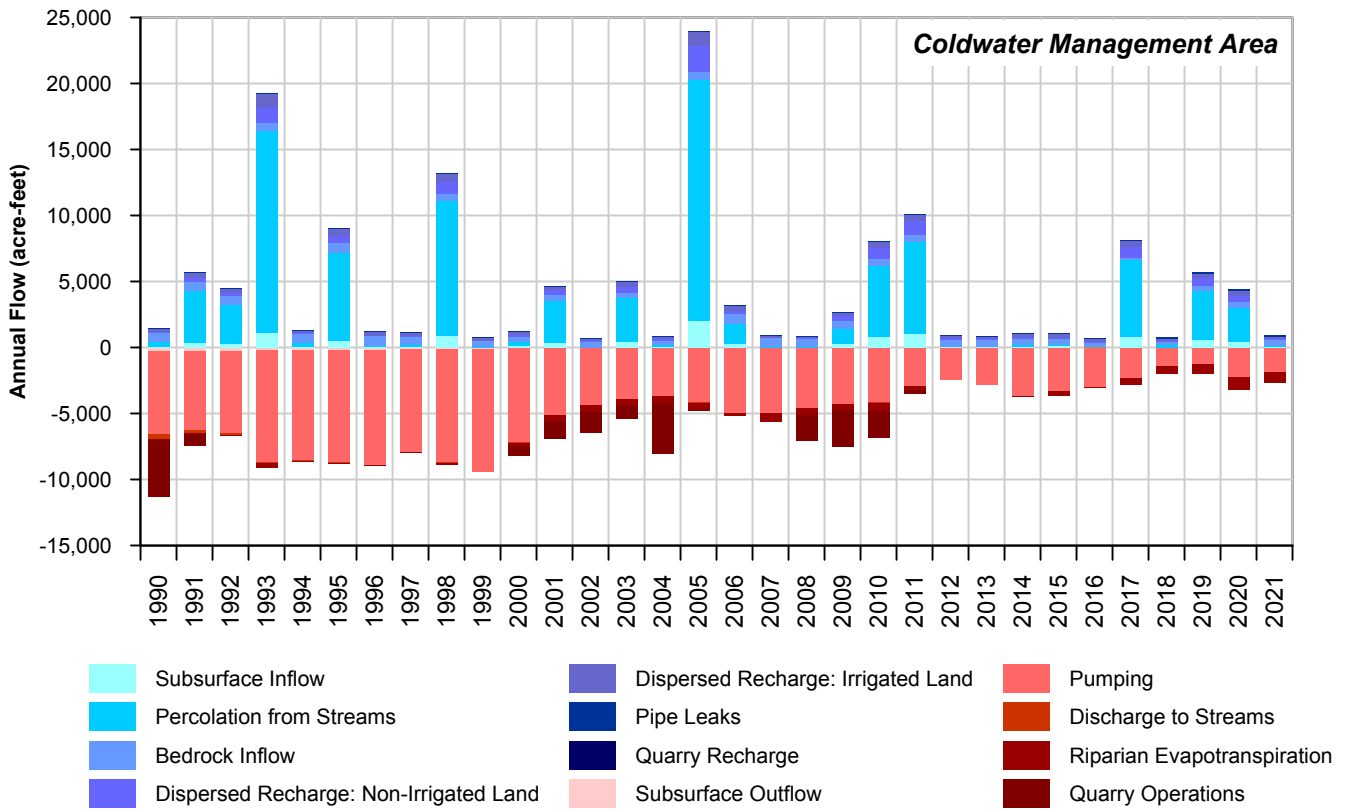 Coldwater Management Area
Annual Flow (acre-feet)
25,000
20,000
15,000
10,000
5,000
0
-5,000
-10,000
-15,000
1990 1991 1992 1993 1994 1995 1996 1997 1998 1999 2000 2001 2002 2003 2004 2005 2006 2007 2008 2009 2010 2011 2012 2013 2014 2015 2016 2017 2018 2019 2020 2021
Subsurface Inflow
Percolation from Streams
Bedrock Inflow
Dispersed Recharge: Non-Irrigated Land
Dispersed Recharge: Irrigated Land
Pipe Leaks
Quarry Recharge
Subsurface Outflow
Pumping
Discharge to Streams
Riparian Evapotranspiration
Quarry Operations